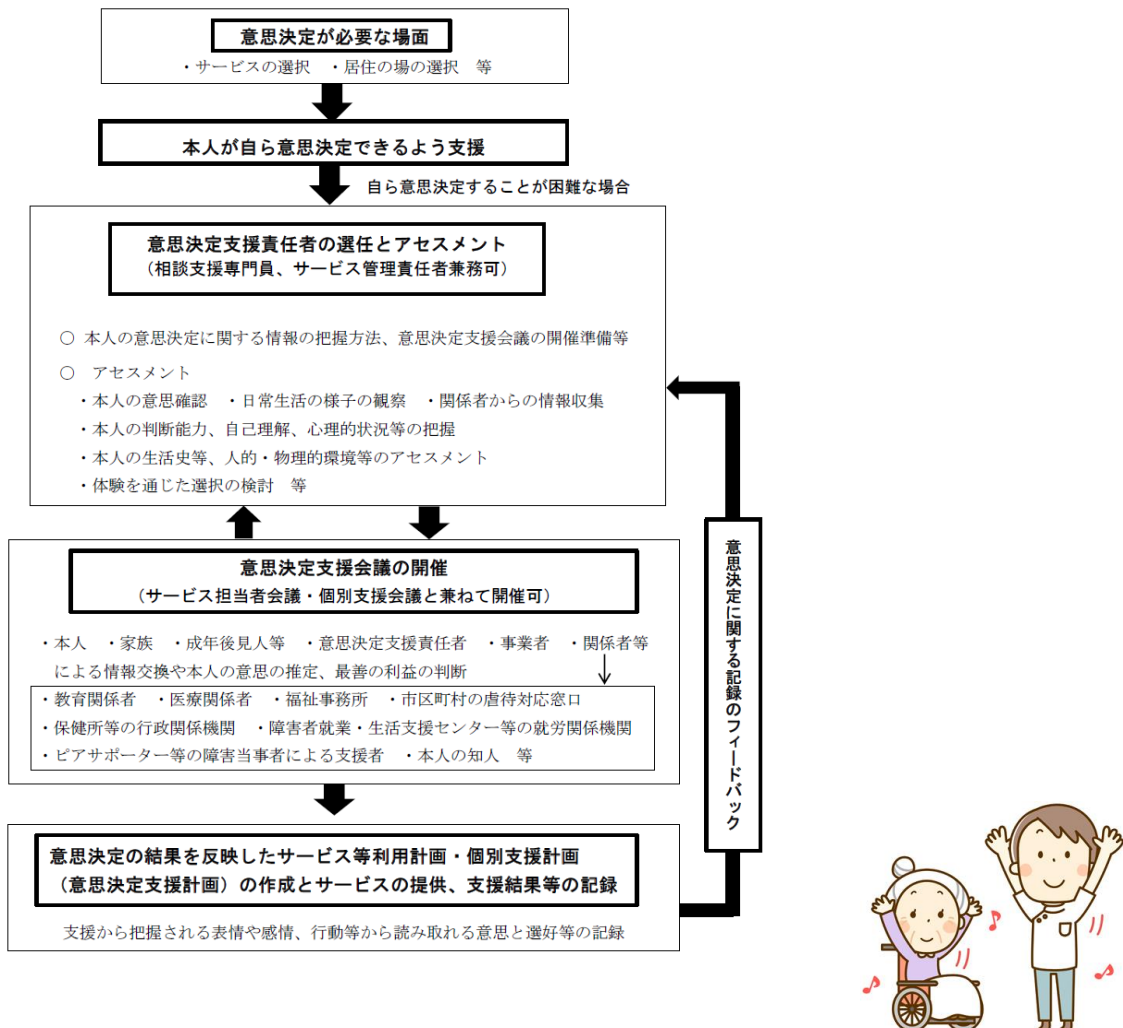 意思決定が必要な場面
・サービスの選択　・居住の場の選択　等
本人が自ら意思決定できるよう支援
自ら意思決定することが困難な場合
意思決定支援責任者の選任とアセスメント
（相談支援専門員、サービス管理責任者兼務可）
○ 本人の意思決定に関する情報の把握方法、意思決定支援会議の開催準備等
○　アセスメント
・本人の意思確認　・日常生活の様子の観察　・関係者からの情報収集
・本人の判断能力、自己理解、心理的状況等の把握
・本人の生活史等、人的・物理的環境等のアセスメント
・体験を通じた選択の検討　等
意思決定支援会議の開催
（サービス担当者会議・個別支援会議と兼ねて開催可）
・本人　・家族　・成年後見人等　・意思決定支援責任者　・事業者　・関係者等
による情報交換や本人の意思の推定、最善の利益の判断
・教育関係者　・医療関係者　・福祉事務所　・市区町村の虐待対応窓口
・保健所等の行政関係機関　・障害者就業・生活支援センター等の就労関係機関
・ピアサポーター等の障害当事者による支援者　・本人の知人　等
意思決定の結果を反映したサービス等利用計画・個別支援計画
（意思決定支援計画）の作成とサービスの提供、支援結果等の記録
支援から把握される表情や感情、行動等から読み取れる意思と選好等の記録
意思決定に関する記録のフィードバック